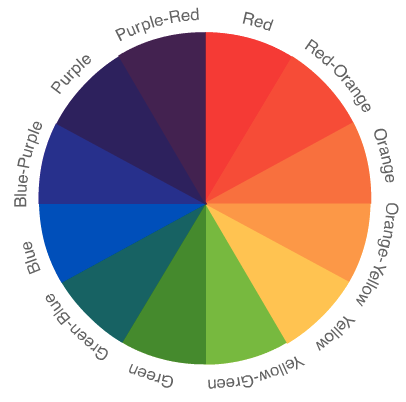 Red
Red-Orange
Orange
Orange-Yellow
Yellow
Yellow-Green
Green
Green-Blue
Blue
Blue-Purple
Purple
Purple-Red